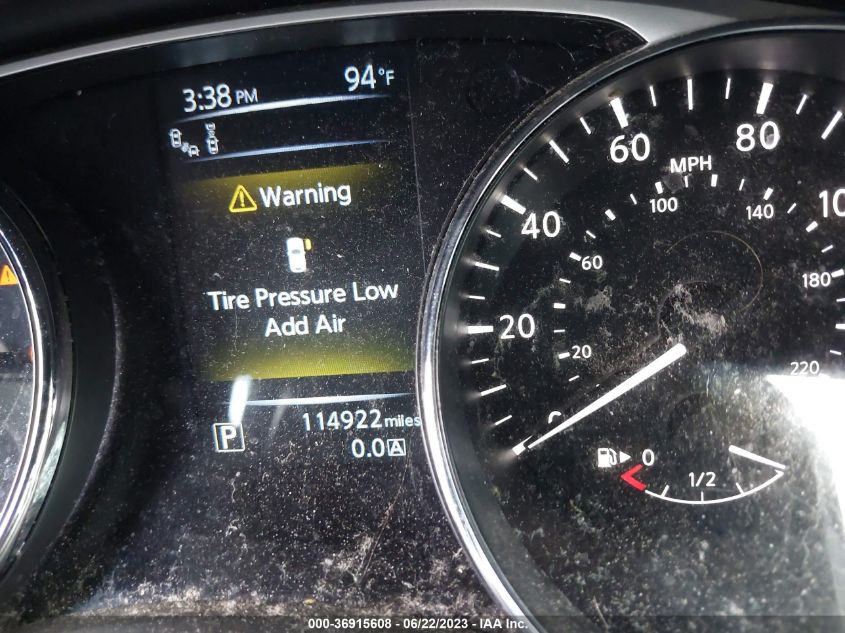 3:38 PM 94°F
Warning
Tire Pressure Low
Add Air
P 114922 miles
0.0 A
0 20 40 60 80
MPH
20 60 100 140 180 220
0 1/2
000-36915608 - 06/22/2023 - IAA Inc.